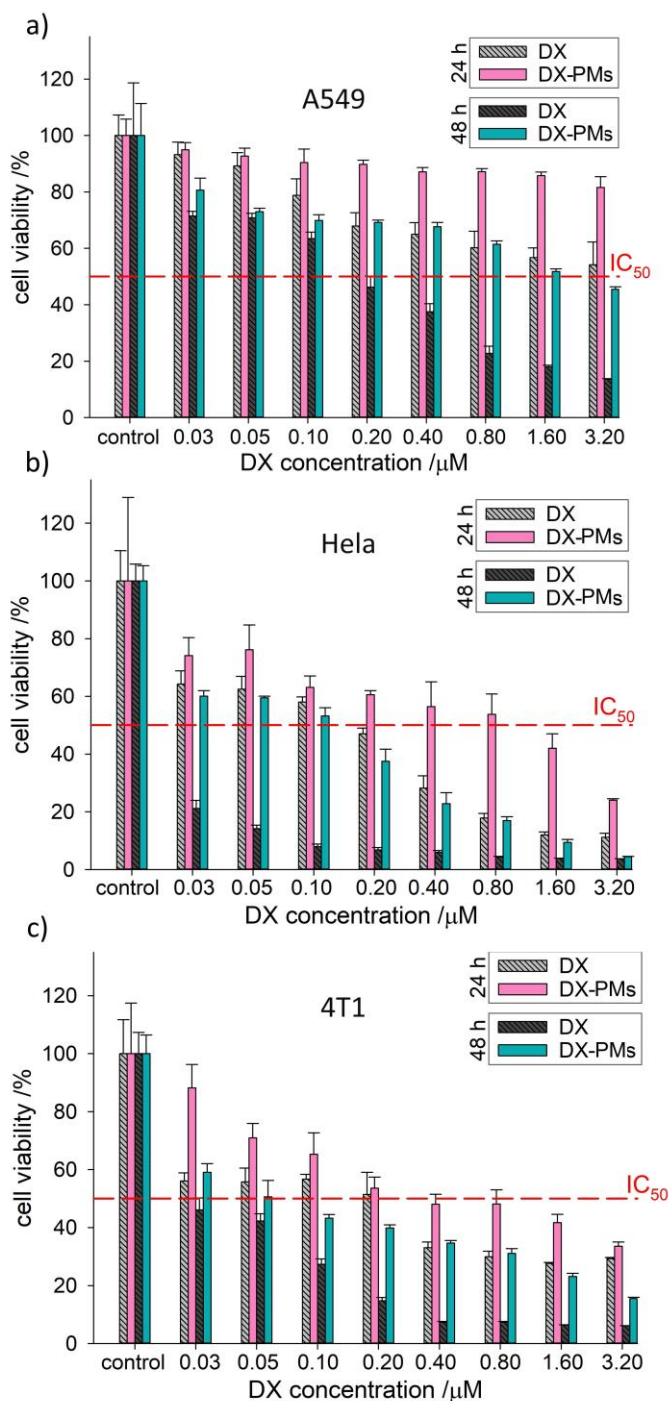 a)
A549
24 h
DX
DX-PMs
48 h
DX
DX-PMs
120
100
80
60
40
20
0
cell viability /%
IC50
control 0.03 0.05 0.10 0.20 0.40 0.80 1.60 3.20
DX concentration /µM
b)
Hela
24 h
DX
DX-PMs
48 h
DX
DX-PMs
120
100
80
60
40
20
0
cell viability /%
IC50
control 0.03 0.05 0.10 0.20 0.40 0.80 1.60 3.20
DX concentration /µM
c)
4T1
24 h
DX
DX-PMs
48 h
DX
DX-PMs
120
100
80
60
40
20
0
cell viability /%
IC50
control 0.03 0.05 0.10 0.20 0.40 0.80 1.60 3.20
DX concentration /µM